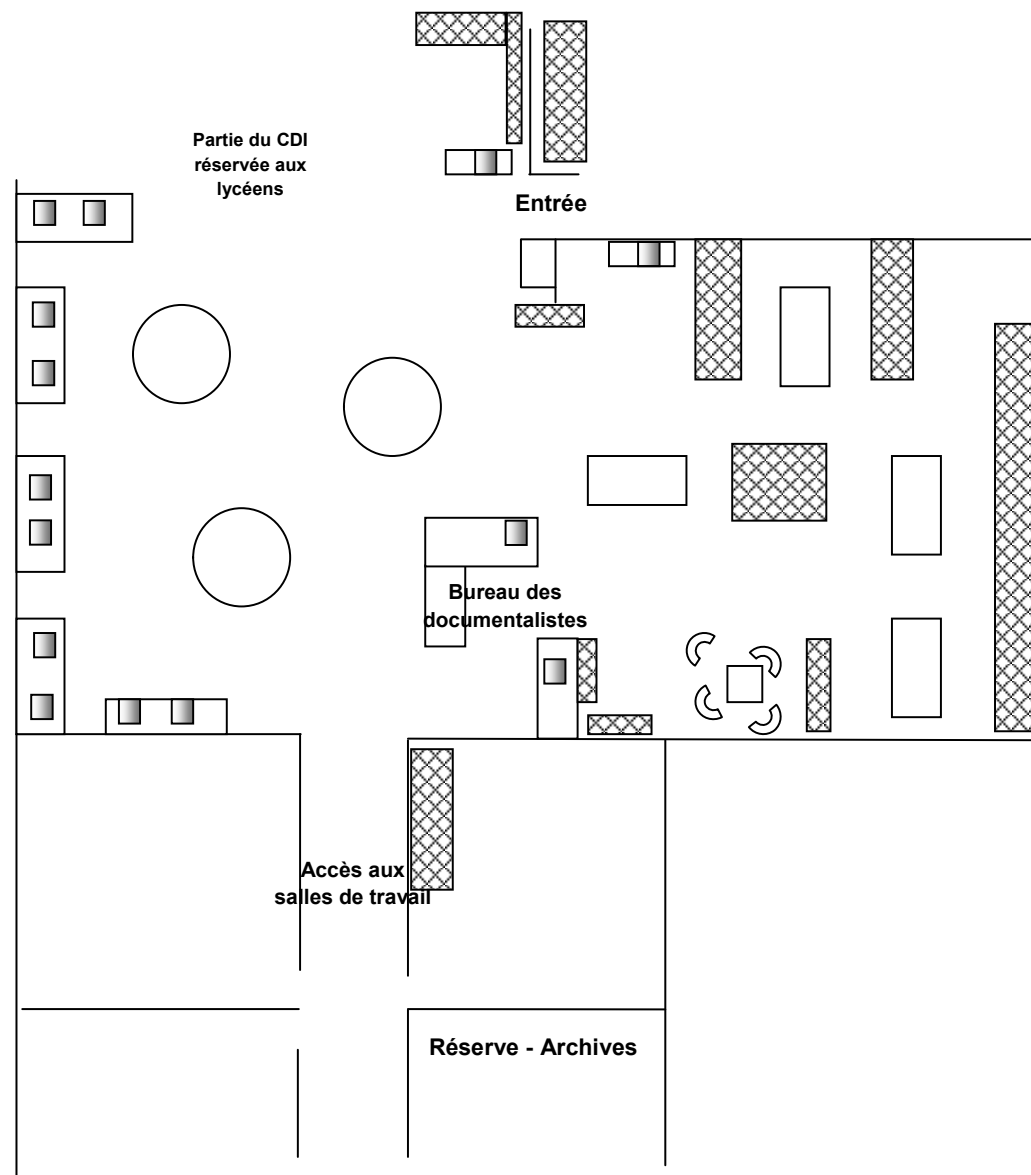 Partie du CDI
réservée aux
lycéens
Entrée
Bureau des
documentalistes
Accès aux
salles de travail
Réserve - Archives